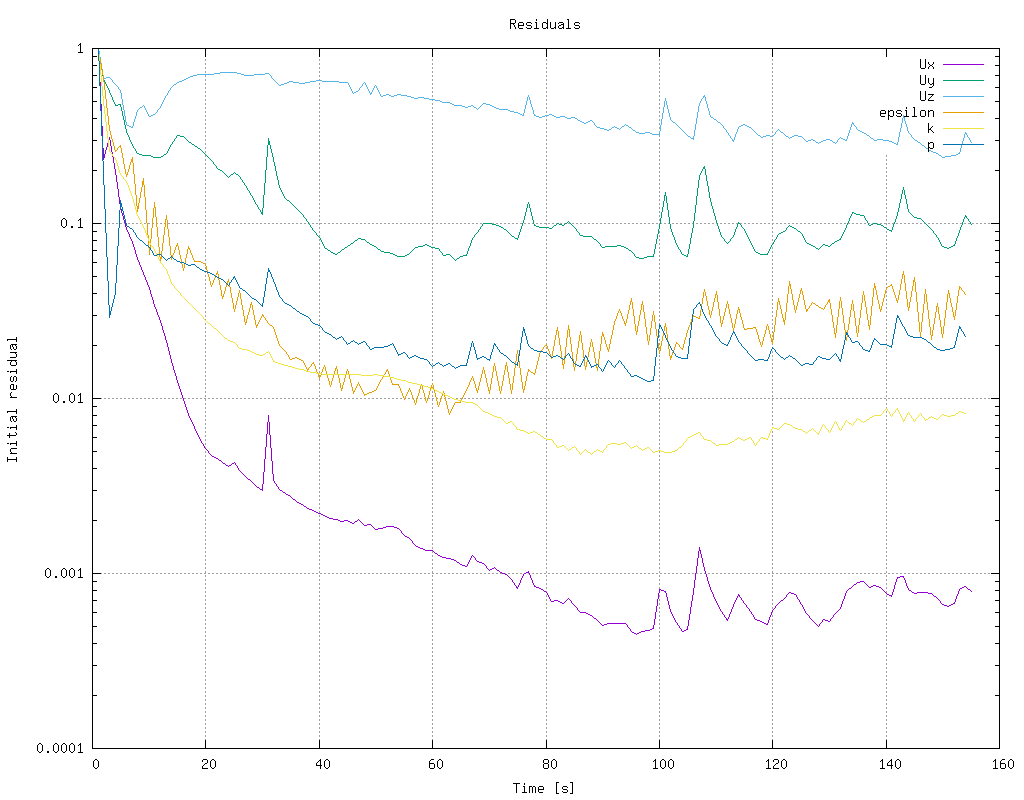 Residuals
1
0.1
0.01
0.001
0.0001
Initial residual
Ux
Uy
Uz
epsilon
k
p
0 20 40 60 80 100 120 140 160
Time [s]